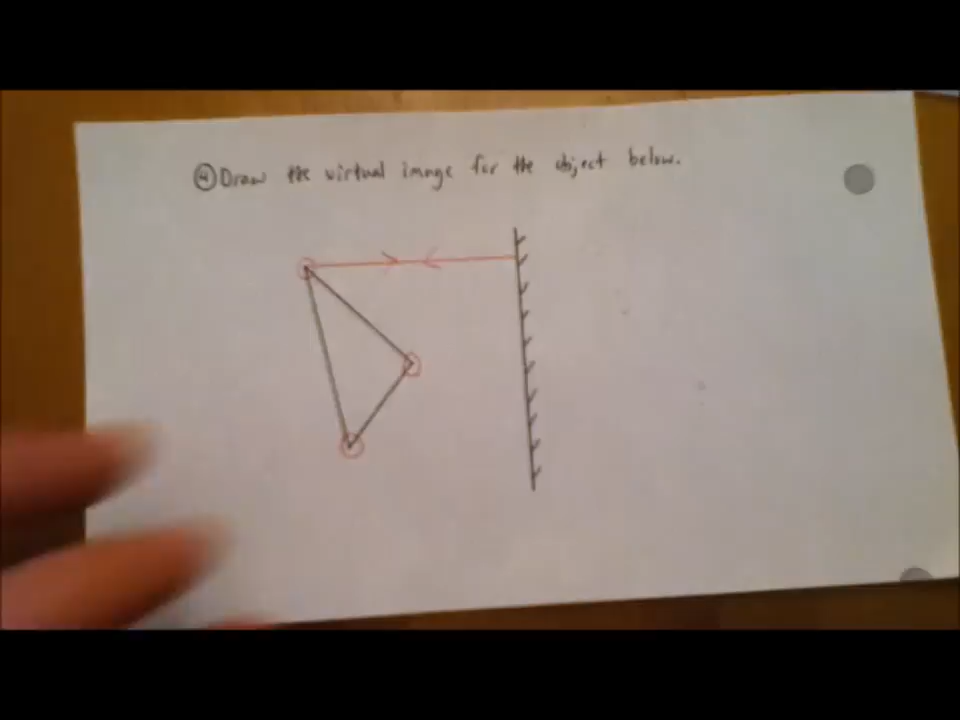 ④ Draw the virtual image for the object below.